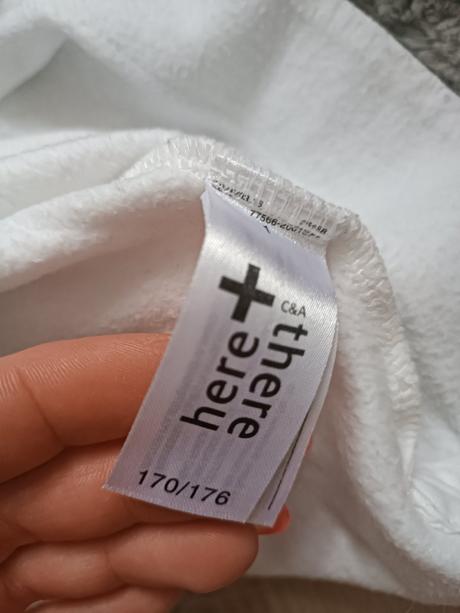 +
C&A
here
there
170/176